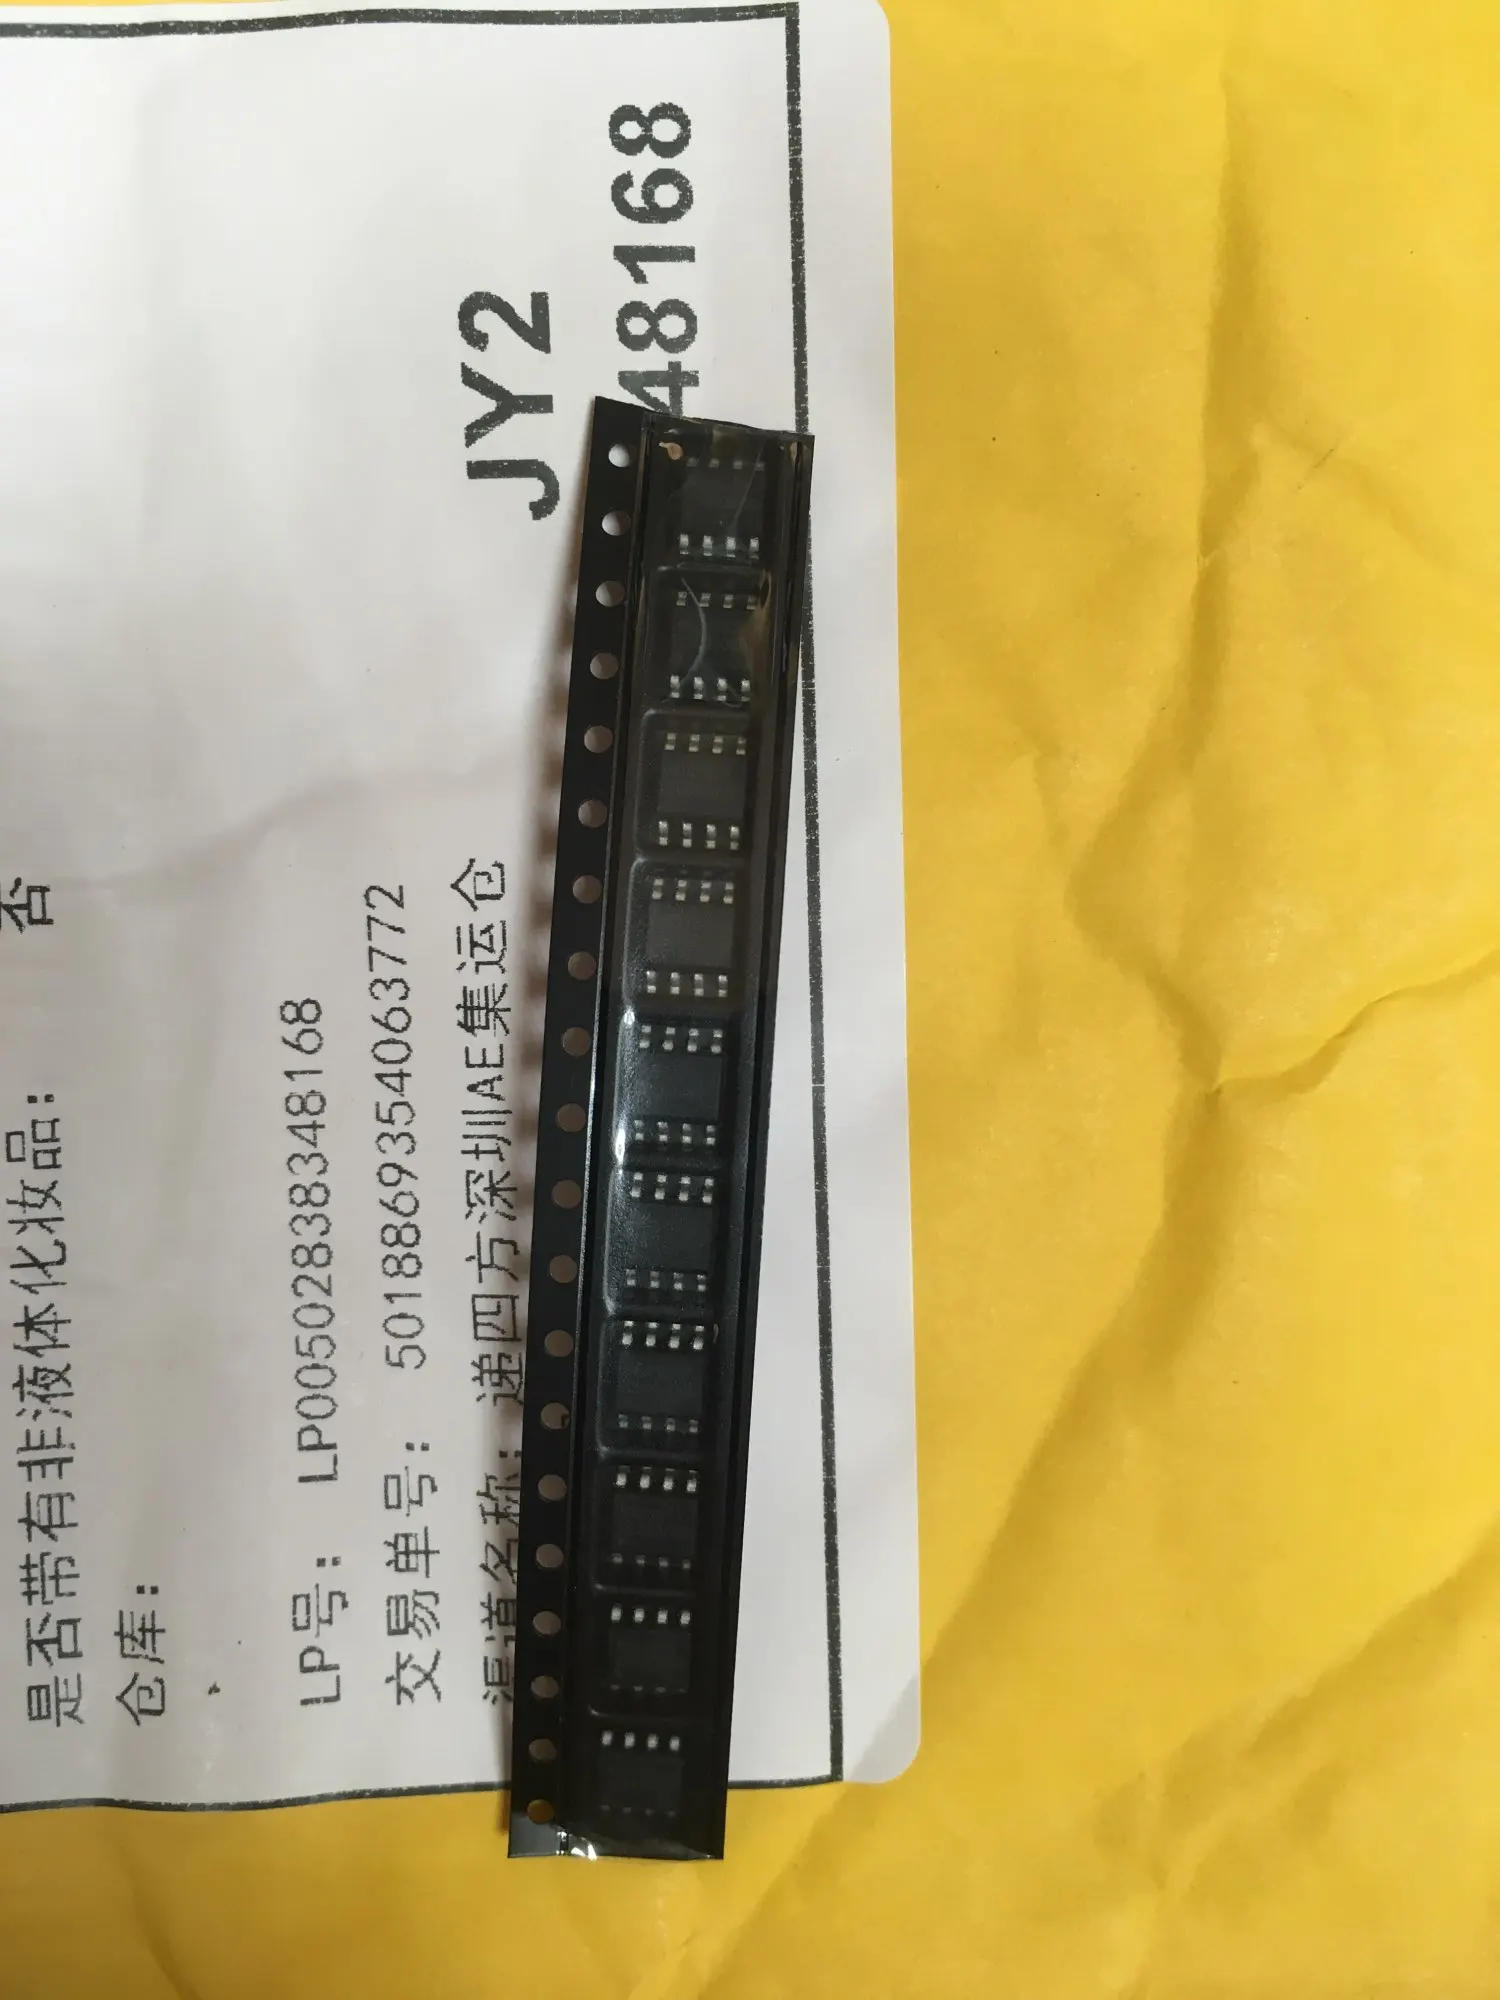 否
是否带有非液体化妆品：
仓库：
LP号： LP00502838348168
交易单号： 5018869354063772
渠道名称： 递四方深圳AE集运仓
JY2
48168